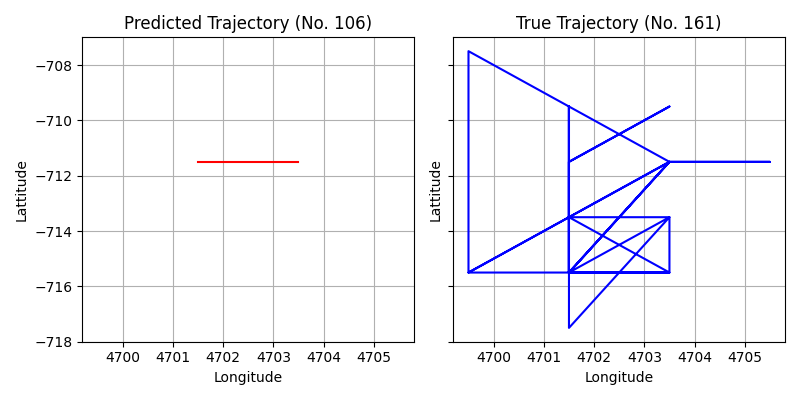 Predicted Trajectory (No. 106)
−708
−710
−712
−714
−716
−718
Lattitude
4700 4701 4702 4703 4704 4705
Longitude
True Trajectory (No. 161)
Lattitude
4700 4701 4702 4703 4704 4705
Longitude